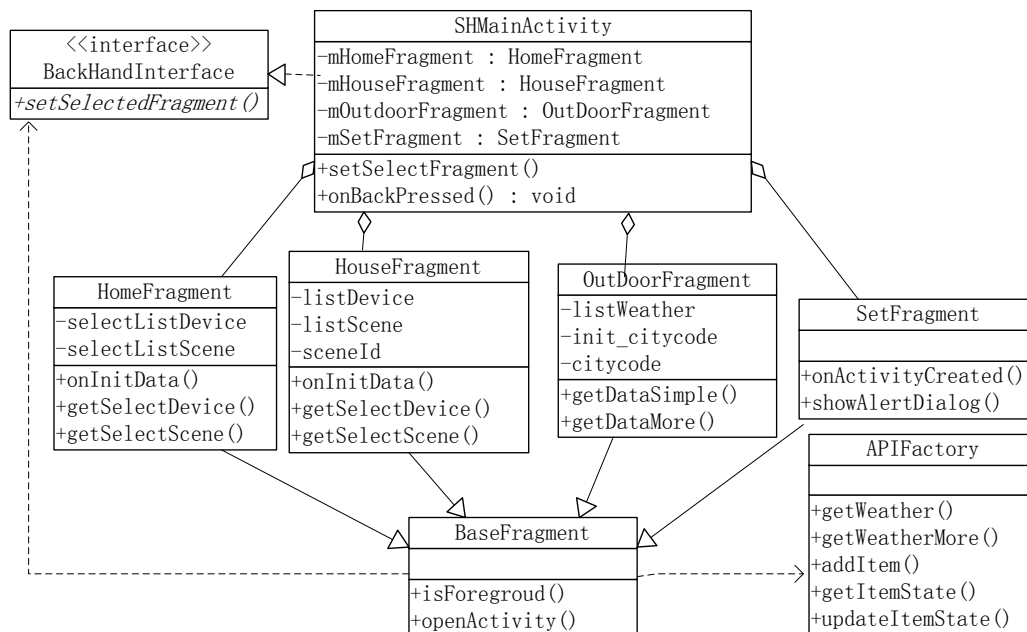 <<interface>>
BackHandInterface
+setSelectedFragment()
SHMainActivity
-mHomeFragment : HomeFragment
-mHouseFragment : HouseFragment
-mOutdoorFragment : OutDoorFragment
-mSetFragment : SetFragment
+setSelectFragment()
+onBackPressed() : void
HomeFragment
-selectListDevice
-selectListScene
+onInitData()
+getSelectDevice()
+getSelectScene()
HouseFragment
-listDevice
-listScene
-sceneId
+onInitData()
+getSelectDevice()
+getSelectScene()
OutDoorFragment
-listWeather
-init_citycode
-citycode
+getDataSimple()
+getDataMore()
SetFragment
+onActivityCreated()
+showAlertDialog()
BaseFragment
+isForegroud()
+openActivity()
APIFactory
+getWeather()
+getWeatherMore()
+addItem()
+getItemState()
+updateItemState()